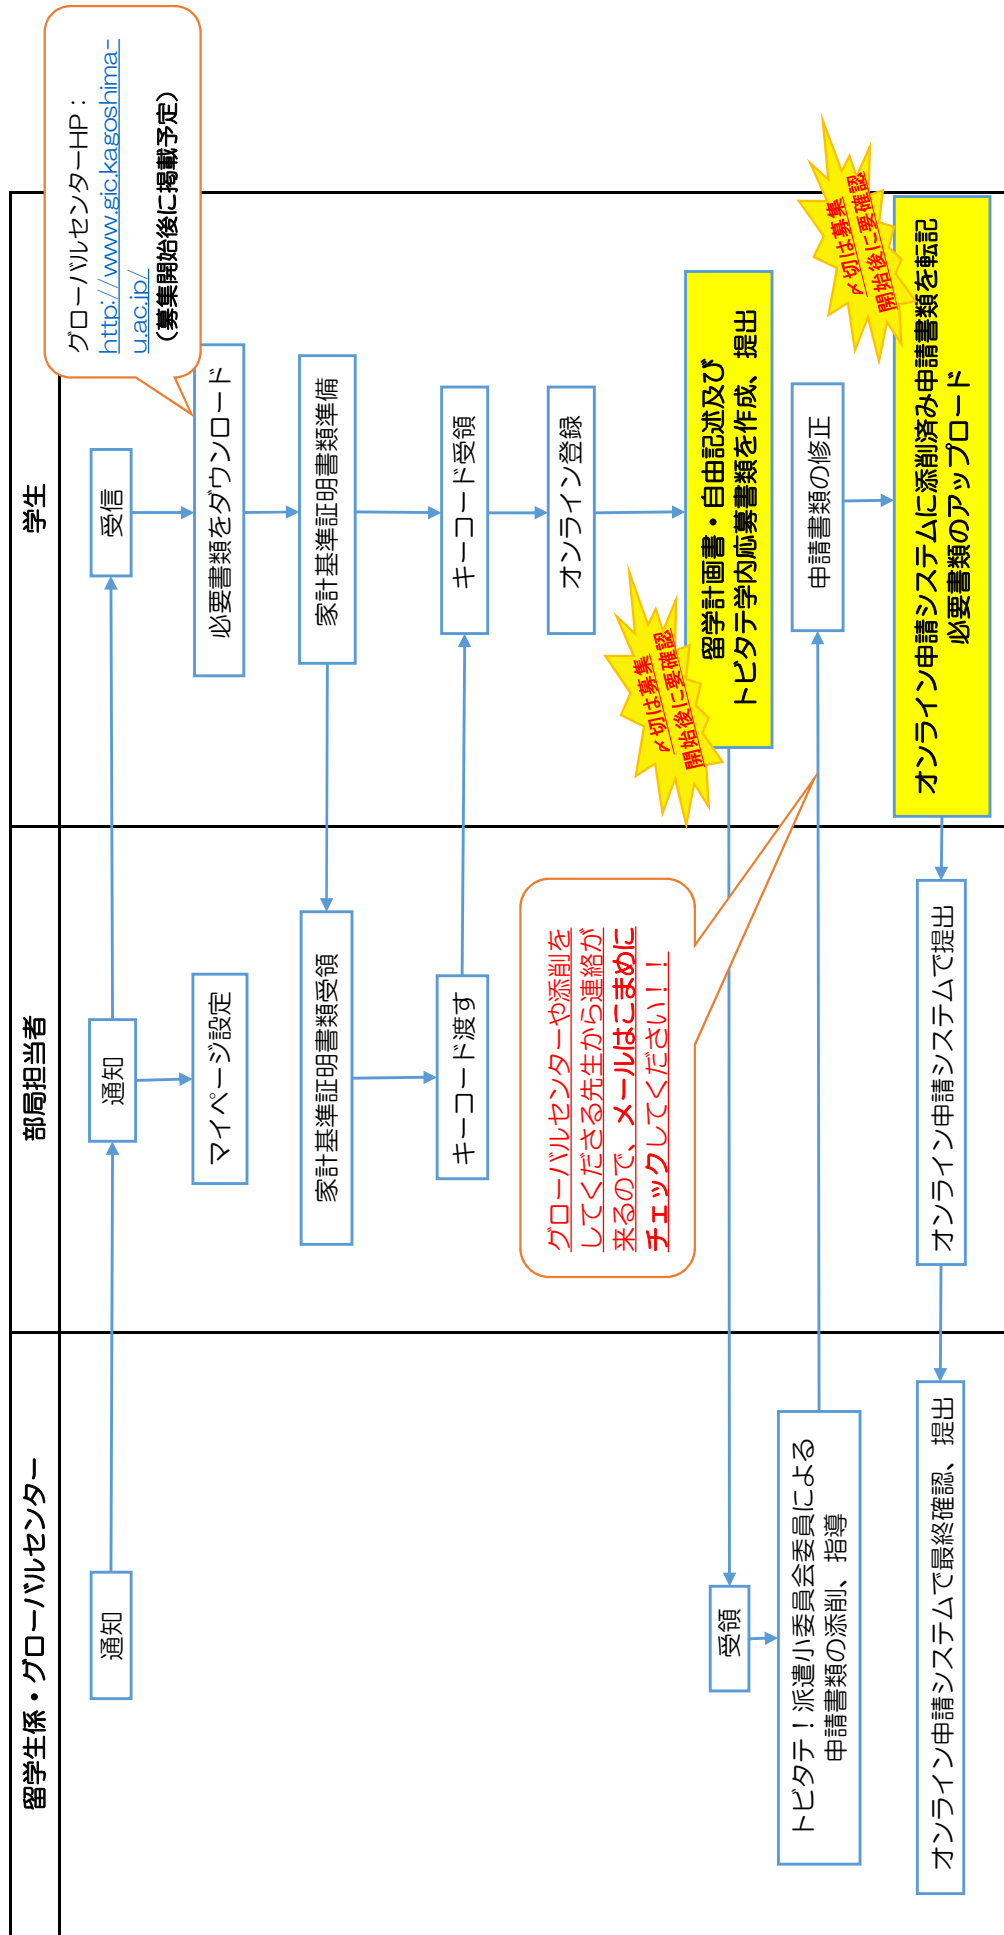 留学生係・グローバルセンター
部局担当者
学生
通知
通知
受信
グローバルセンターHP：
http://www.gic.kagoshima-
u.ac.jp/
（募集開始後に掲載予定）
マイページ設定
必要書類をダウンロード
家計基準証明書類受領
家計基準証明書類準備
キーコード渡す
キーコード受領
オンライン登録
グローバルセンターや添削を
してくださる先生から連絡が
来るので、メールはこまめに
チェックしてください！！
〆切は募集
開始後に要確認
受領
留学計画書・自由記述及び
トビタテ学内応募書類を作成、提出
トビタテ！派遣小委員会委員による
申請書類の添削、指導
申請書類の修正
〆切は募集
開始後に要確認
オンライン申請システムで最終確認、提出
オンライン申請システムで提出
オンライン申請システムに添削済み申請書類を転記
必要書類のアップロード